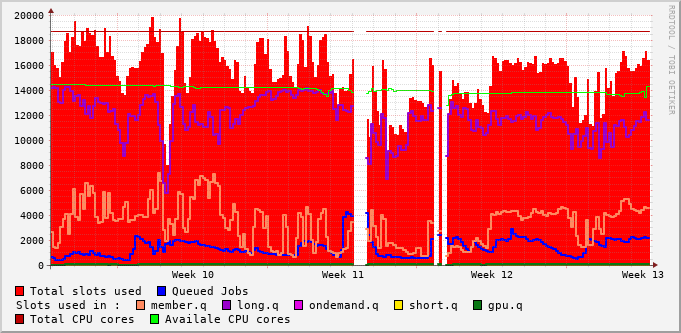 20000
18000
16000
14000
12000
10000
8000
6000
4000
2000
0
Week 10 Week 11 Week 12 Week 13
Total slots used Queued Jobs
Slots used in : member.q long.q ondemand.q short.q gpu.q
Total CPU cores Availale CPU cores
RRDTOOL / TOBI OETIKER